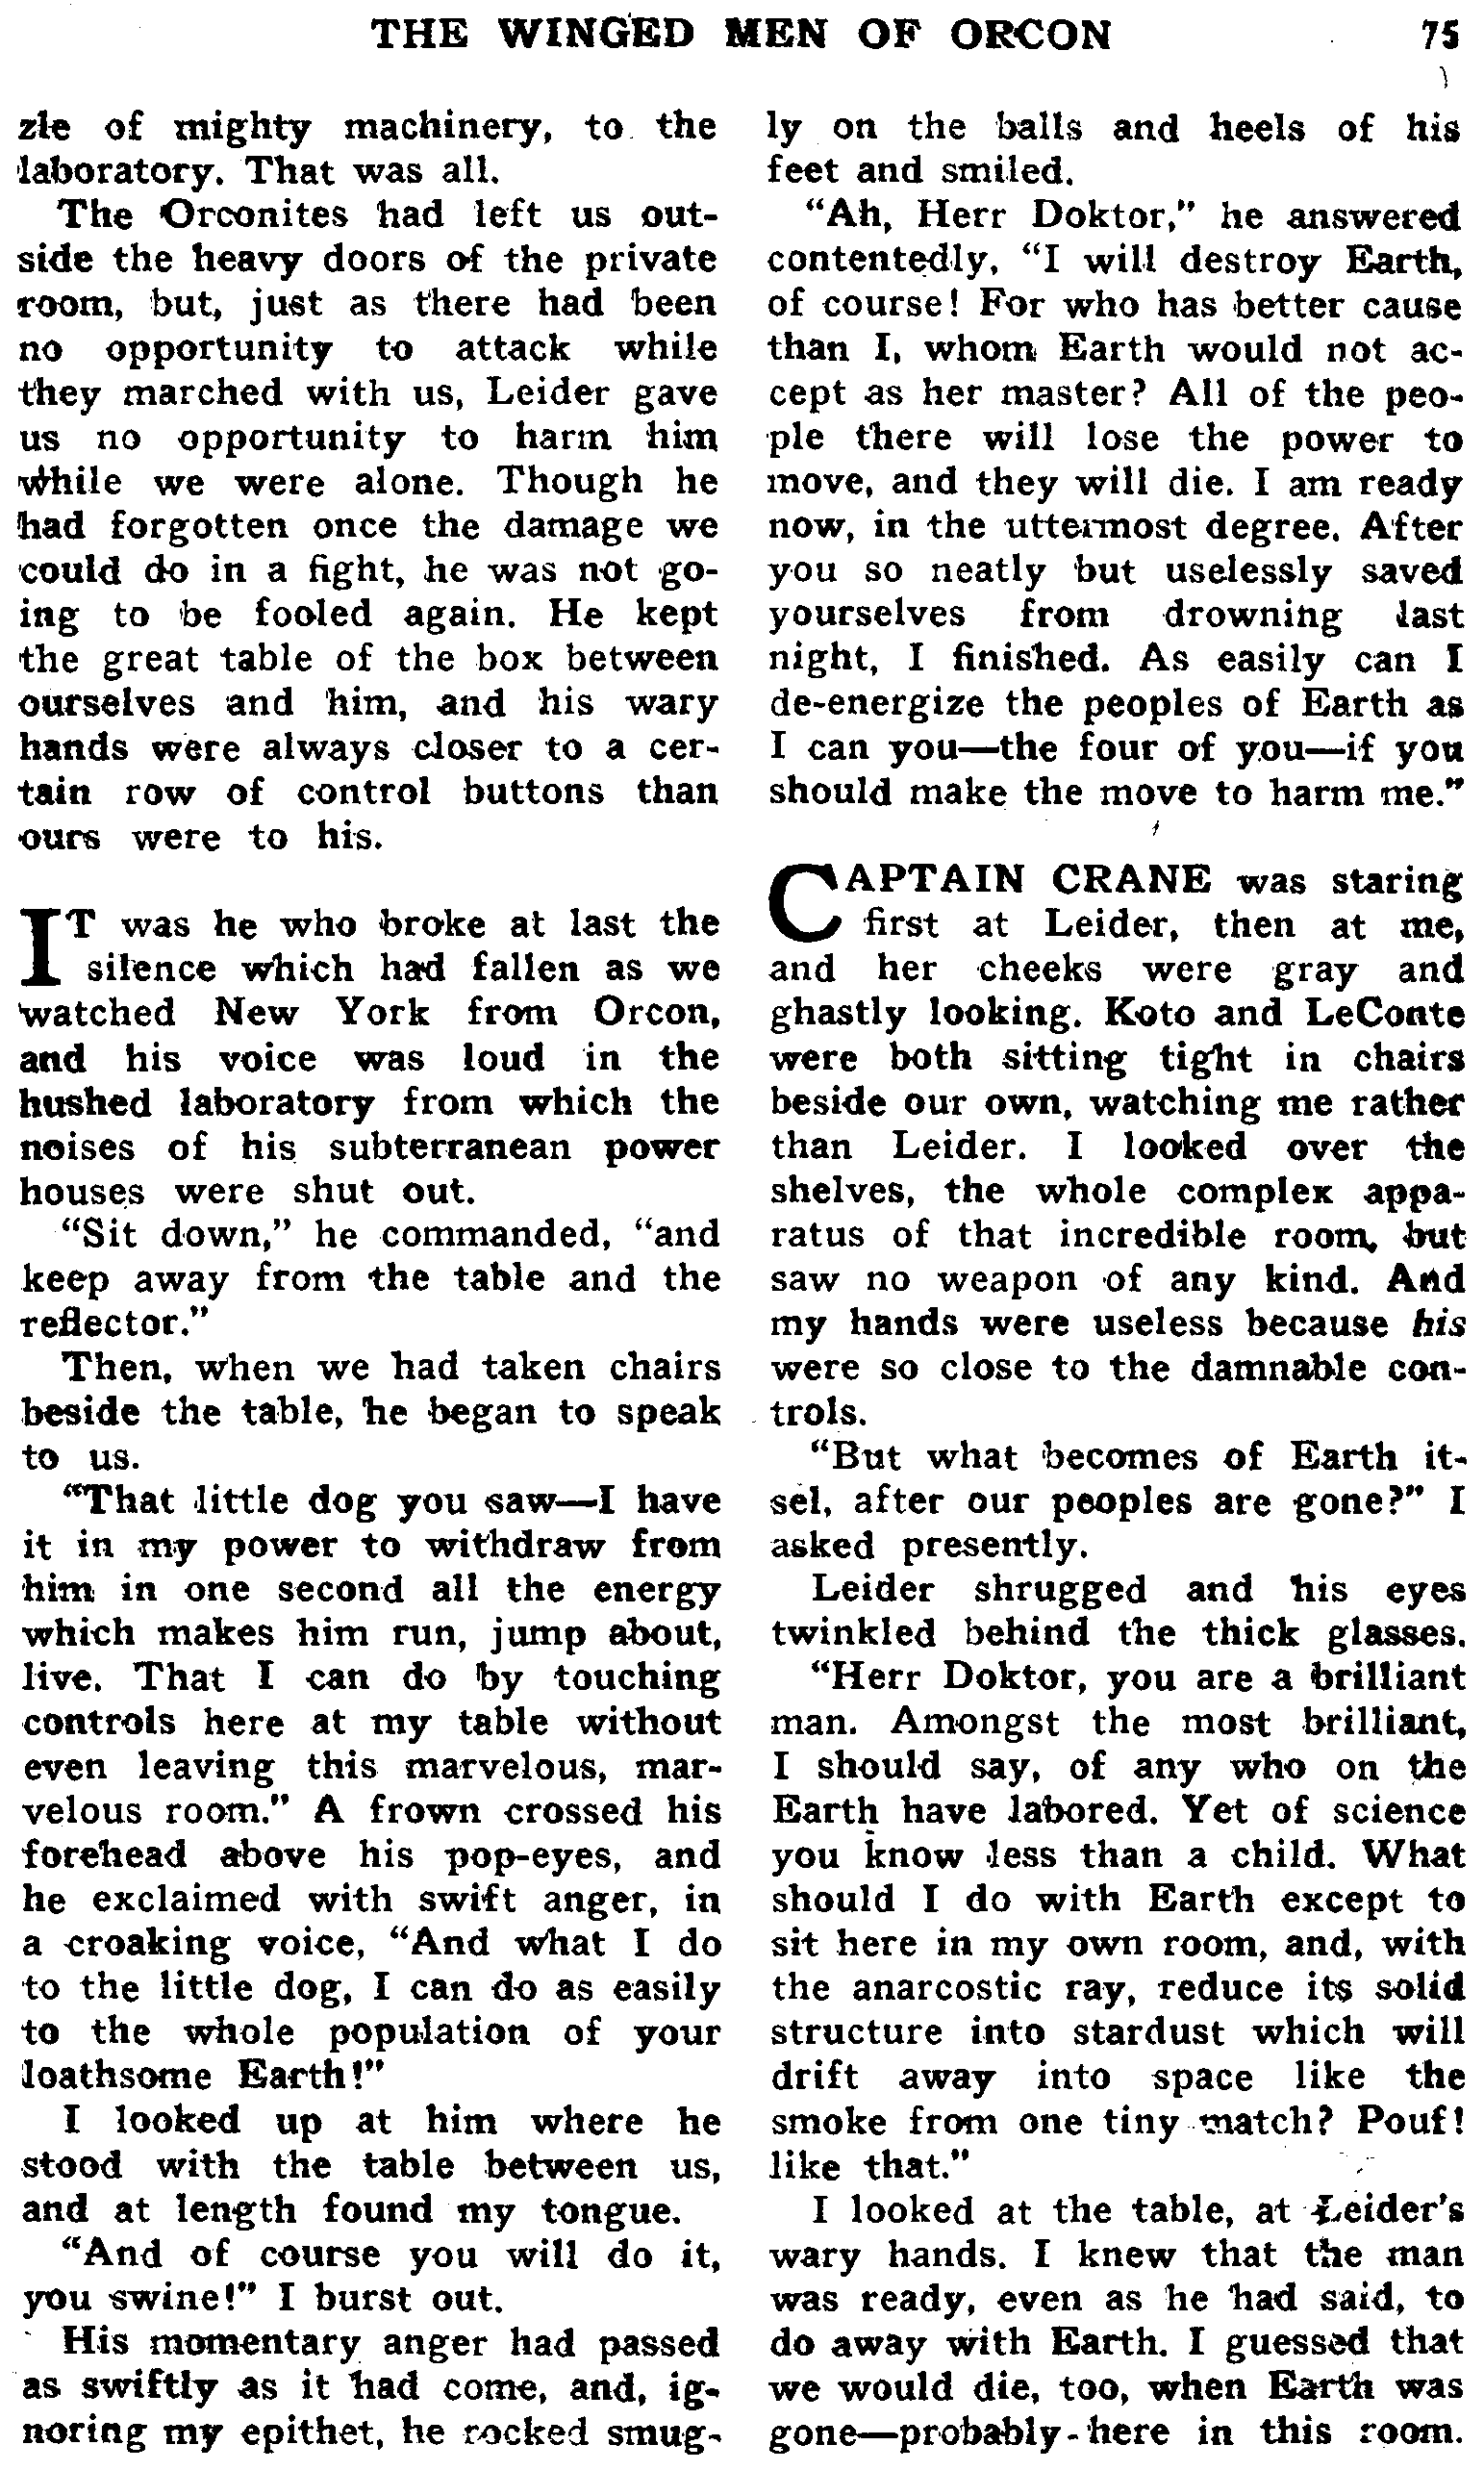 THE WINGED MEN OF ORCON 75
zle of mighty machinery, to the
laboratory. That was all.
The Orconites had left us out-
side the heavy doors of the private
room, but, just as there had been
no opportunity to attack while
they marched with us, Leider gave
us no opportunity to harm him
while we were alone. Though he
had forgotten once the damage we
could do in a fight, he was not go-
ing to be fooled again. He kept
the great table of the box between
ourselves and him, and his wary
hands were always closer to a cer-
tain row of control buttons than
ours were to his.
IT was he who broke at last the
silence which had fallen as we
watched New York from Orcon,
and his voice was loud in the
hushed laboratory from which the
noises of his subterranean power
houses were shut out.
"Sit down," he commanded, "and
keep away from the table and the
reflector."
Then, when we had taken chairs
beside the table, he began to speak
to us.
"That little dog you saw—I have
it in my power to withdraw from
him in one second all the energy
which makes him run, jump about,
live. That I can do by touching
controls here at my table without
even leaving this marvelous, mar-
velous room." A frown crossed his
forehead above his pop-eyes, and
he exclaimed with swift anger, in
a croaking voice, "And what I do
to the little dog, I can do as easily
to the whole population of your
loathsome Earth!"
I looked up at him where he
stood with the table between us,
and at length found my tongue.
"And of course you will do it,
you swine!" I burst out.
His momentary anger had passed
as swiftly as it had come, and, ig-
noring my epithet, he rocked smug-
ly on the balls and heels of his
feet and smiled.
"Ah, Herr Doktor," he answered
contentedly, "I will destroy Earth,
of course! For who has better cause
than I, whom Earth would not ac-
cept as her master? All of the peo-
ple there will lose the power to
move, and they will die. I am ready
now, in the uttermost degree. After
you so neatly but uselessly saved
yourselves from drowning last
night, I finished. As easily can I
de-energize the peoples of Earth as
I can you—the four of you—if you
should make the move to harm me."
CAPTAIN CRANE was staring
first at Leider, then at me,
and her cheeks were gray and
ghastly looking. Koto and LeConte
were both sitting tight in chairs
beside our own, watching me rather
than Leider. I looked over the
shelves, the whole complex appa-
ratus of that incredible room, but
saw no weapon of any kind. And
my hands were useless because his
were so close to the damnable con-
trols.
"But what becomes of Earth it-
sel, after our peoples are gone?" I
asked presently.
Leider shrugged and his eyes
twinkled behind the thick glasses.
"Herr Doktor, you are a brilliant
man. Amongst the most brilliant,
I should say, of any who on the
Earth have labored. Yet of science
you know less than a child. What
should I do with Earth except to
sit here in my own room, and, with
the anarcostic ray, reduce its solid
structure into stardust which will
drift away into space like the
smoke from one tiny match? Pouf!
like that."
I looked at the table, at Leider's
wary hands. I knew that the man
was ready, even as he had said, to
do away with Earth. I guessed that
we would die, too, when Earth was
gone—probably-here in this room.